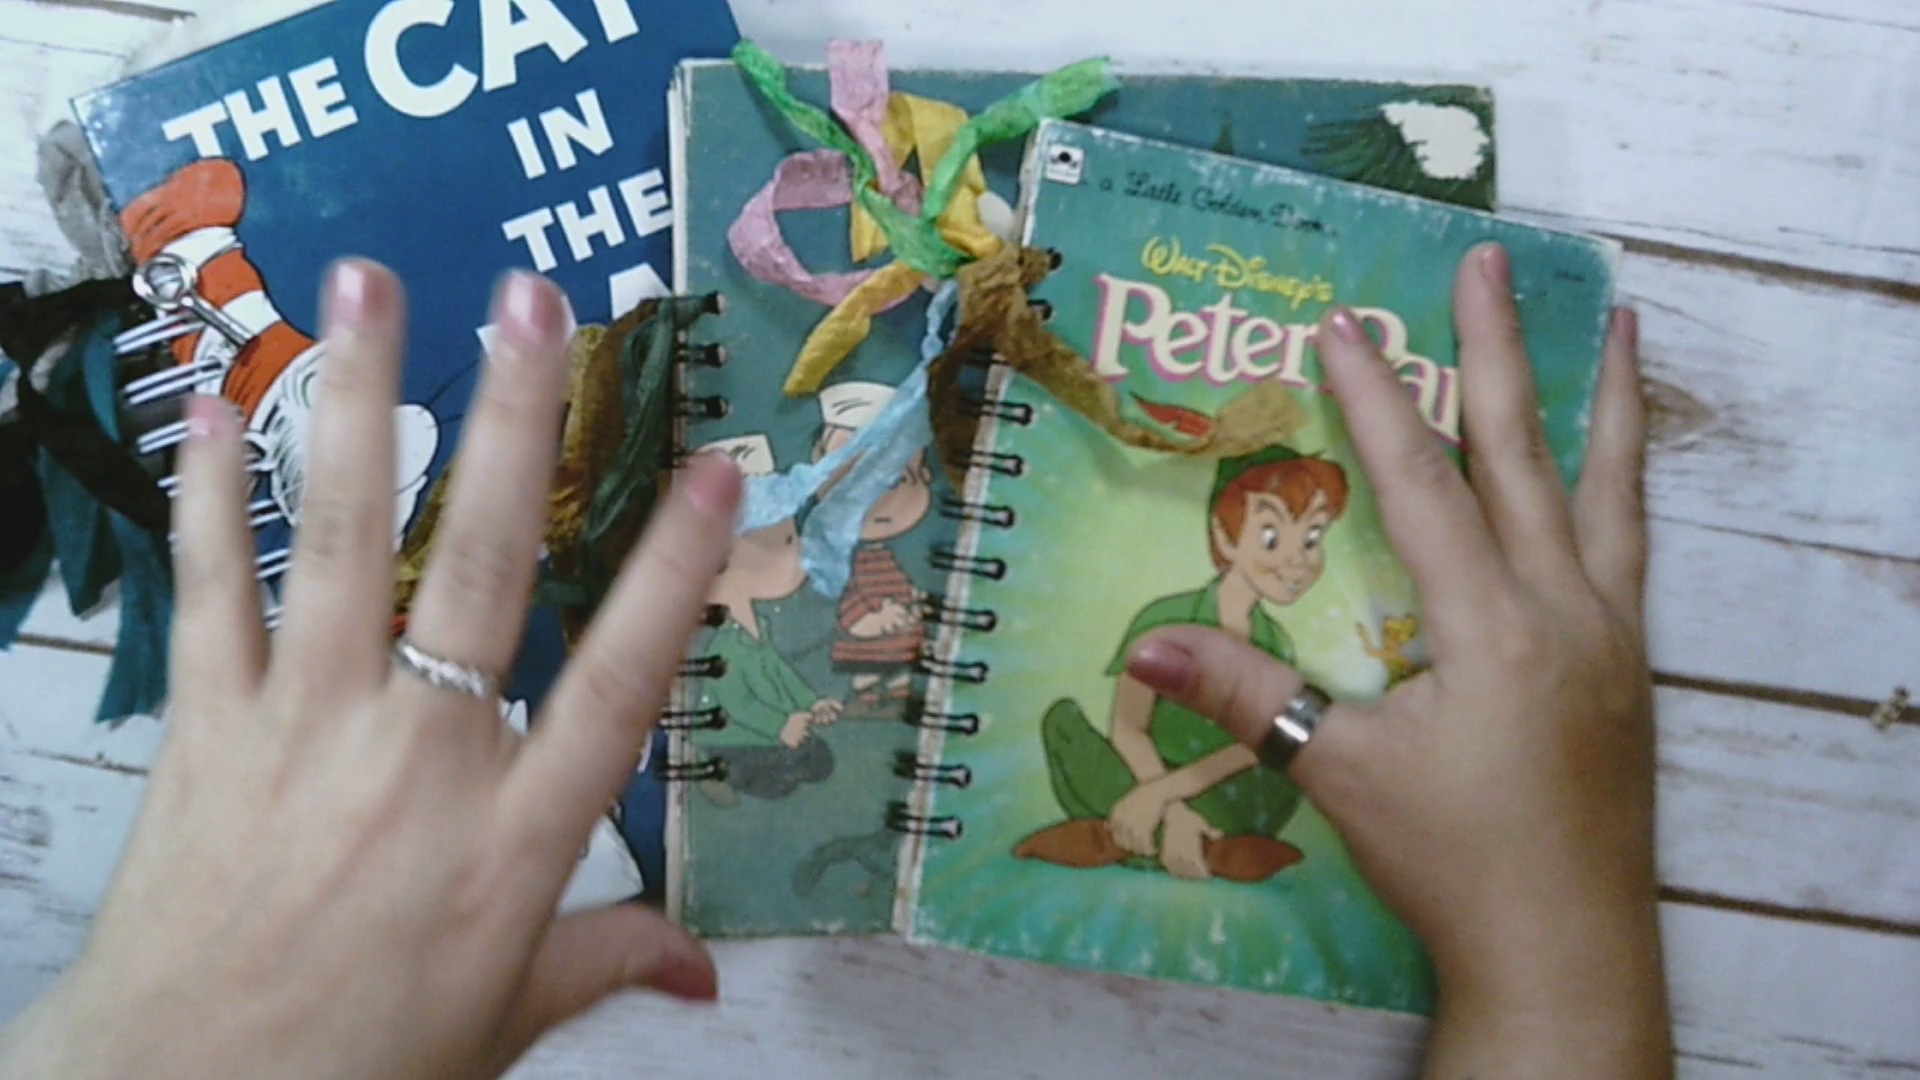 THE CAT
IN
THE
a Little Golden Book
Walt Disney's
Peter Pan